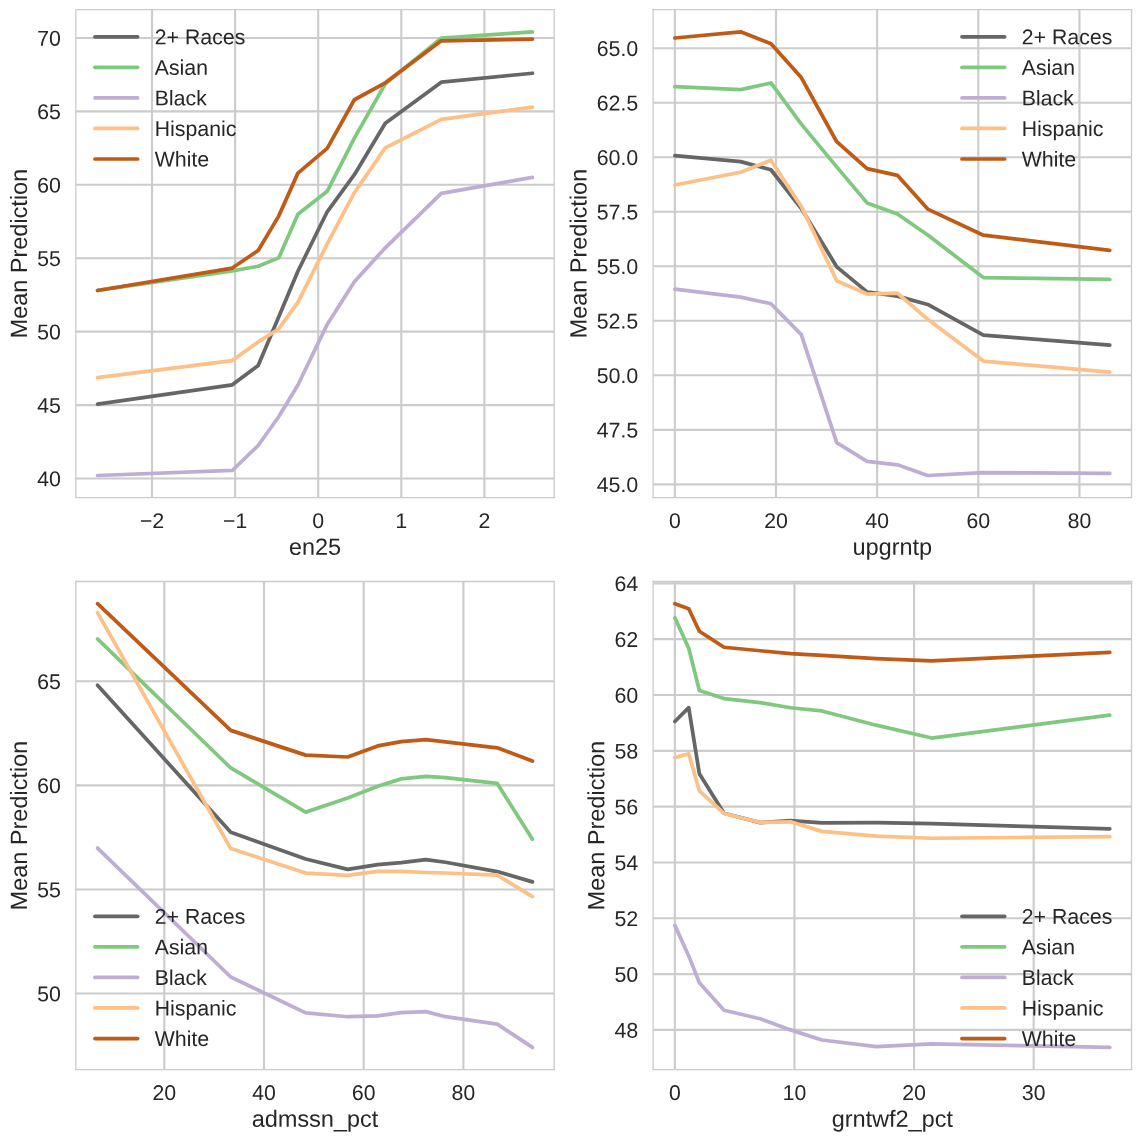 Mean Prediction
70
65
60
55
50
45
40
2+ Races
Asian
Black
Hispanic
White
−2
−1
0
1
2
en25
Mean Prediction
65.0
62.5
60.0
57.5
55.0
52.5
50.0
47.5
45.0
2+ Races
Asian
Black
Hispanic
White
0
20
40
60
80
upgrntp
Mean Prediction
65
60
55
50
2+ Races
Asian
Black
Hispanic
White
20
40
60
80
admssn_pct
Mean Prediction
64
62
60
58
56
54
52
50
48
2+ Races
Asian
Black
Hispanic
White
0
10
20
30
grntwf2_pct